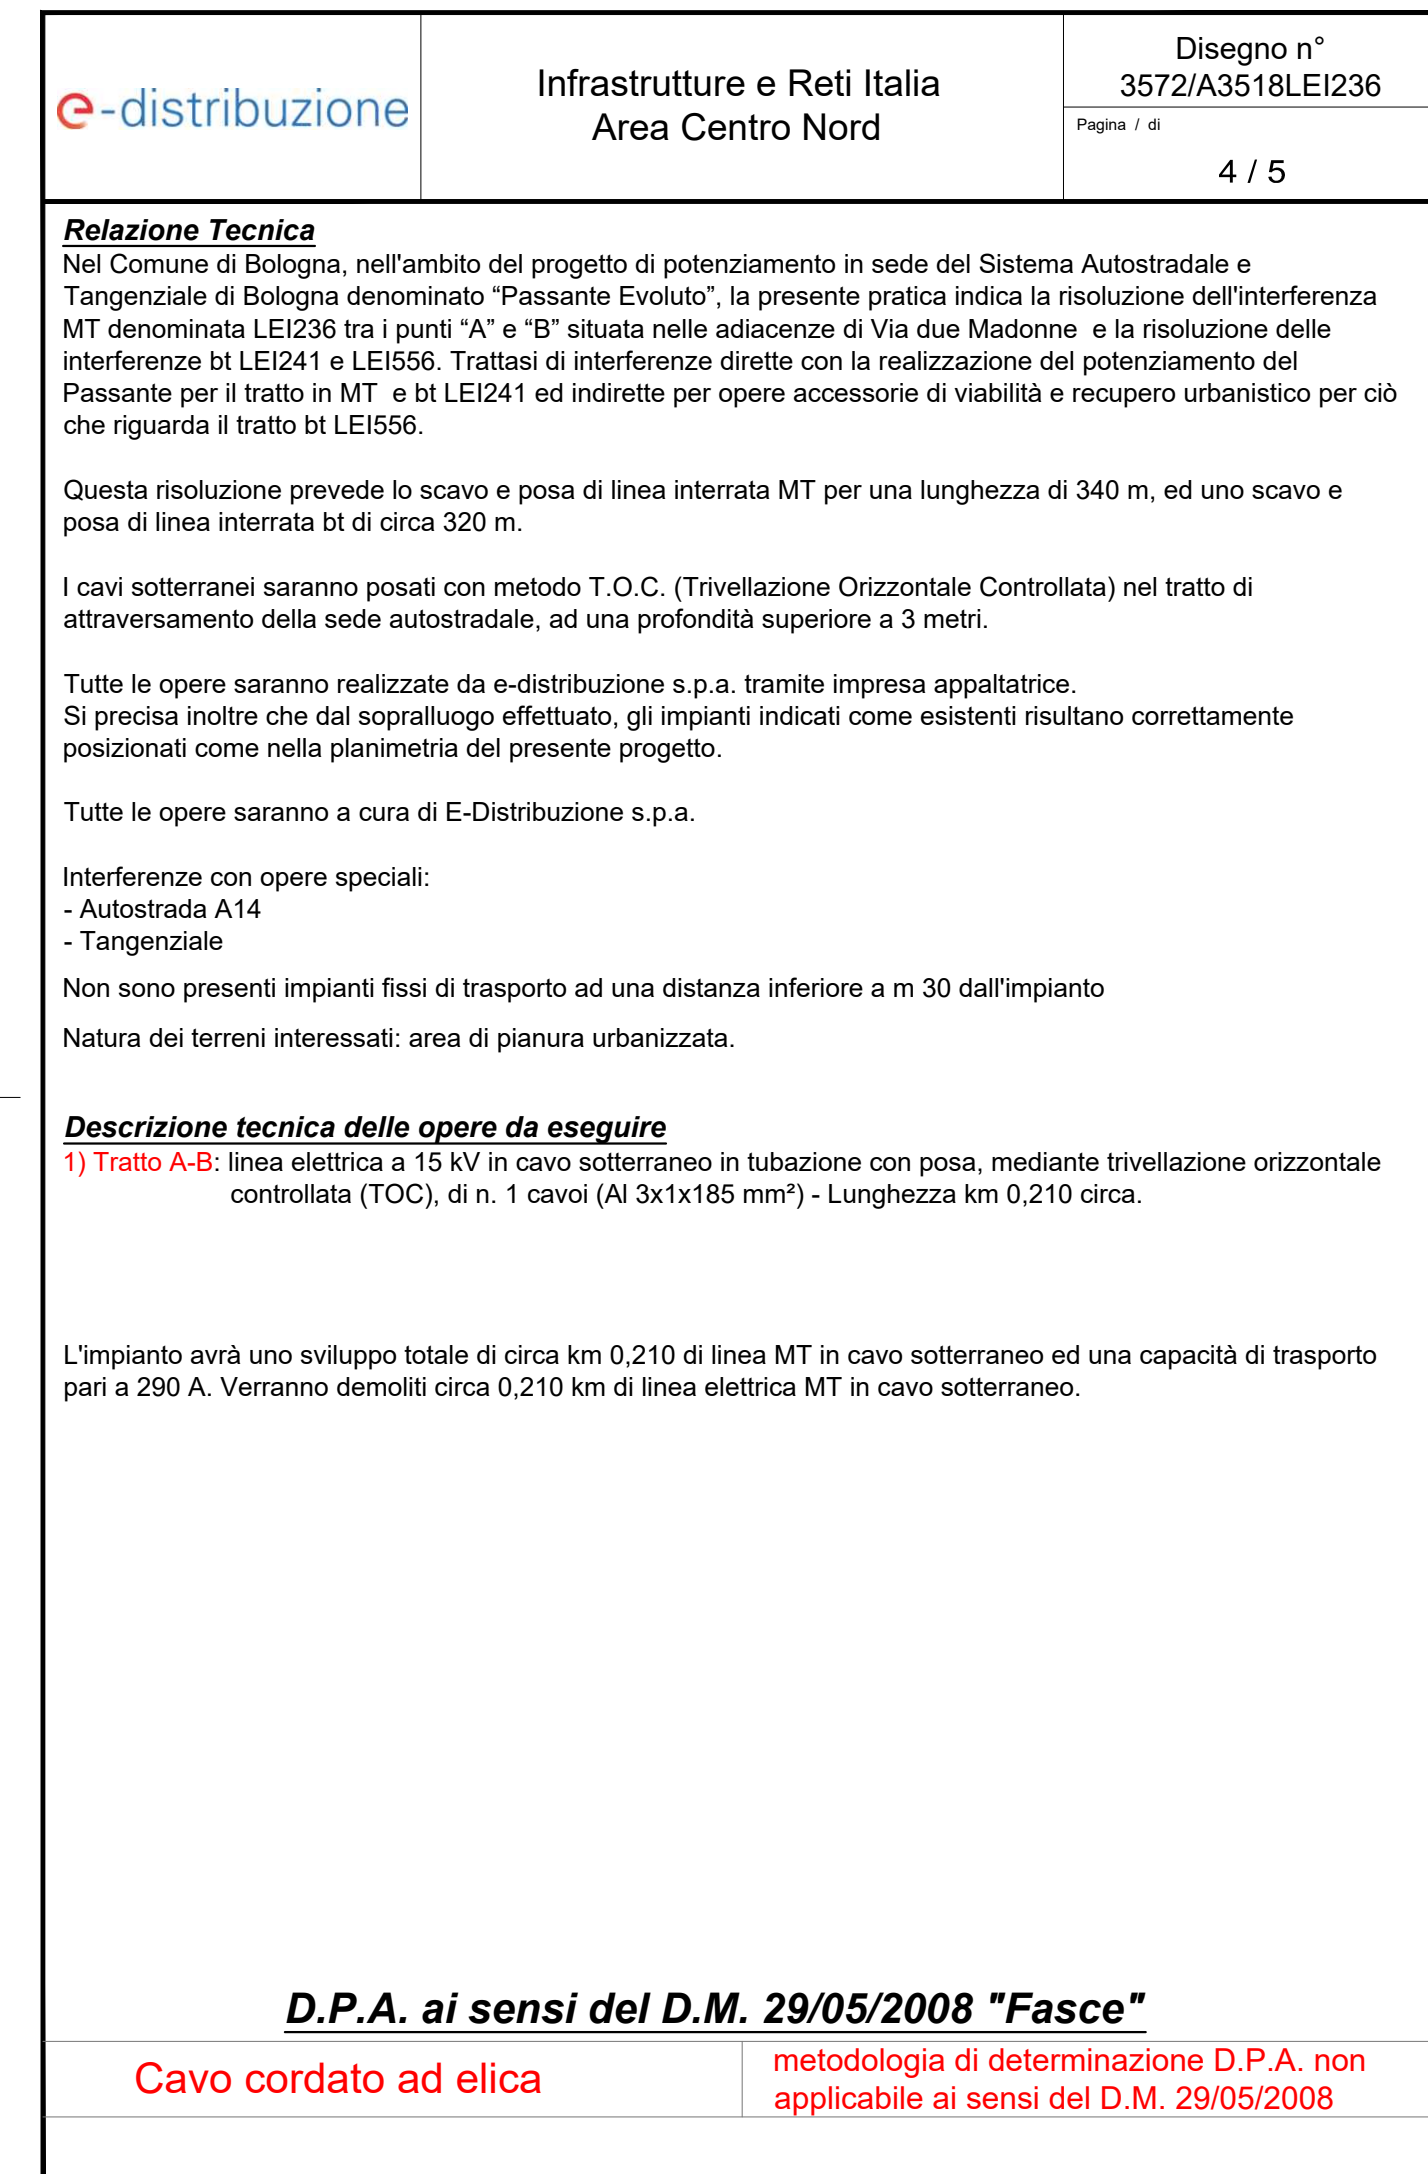 e-distribuzione
Infrastrutture e Reti Italia
Area Centro Nord
Disegno n°
3572/A3518LEI236
Pagina / di
4 / 5
Relazione Tecnica
Nel Comune di Bologna, nell'ambito del progetto di potenziamento in sede del Sistema Autostradale e
Tangenziale di Bologna denominato “Passante Evoluto”, la presente pratica indica la risoluzione dell'interferenza
MT denominata LEI236 tra i punti “A” e “B” situata nelle adiacenze di Via due Madonne e la risoluzione delle
interferenze bt LEI241 e LEI556. Trattasi di interferenze dirette con la realizzazione del potenziamento del
Passante per il tratto in MT e bt LEI241 ed indirette per opere accessorie di viabilità e recupero urbanistico per ciò
che riguarda il tratto bt LEI556.
Questa risoluzione prevede lo scavo e posa di linea interrata MT per una lunghezza di 340 m, ed uno scavo e
posa di linea interrata bt di circa 320 m.
I cavi sotterranei saranno posati con metodo T.O.C. (Trivellazione Orizzontale Controllata) nel tratto di
attraversamento della sede autostradale, ad una profondità superiore a 3 metri.
Tutte le opere saranno realizzate da e-distribuzione s.p.a. tramite impresa appaltatrice.
Si precisa inoltre che dal sopralluogo effettuato, gli impianti indicati come esistenti risultano correttamente
posizionati come nella planimetria del presente progetto.
Tutte le opere saranno a cura di E-Distribuzione s.p.a.
Interferenze con opere speciali:
- Autostrada A14
- Tangenziale
Non sono presenti impianti fissi di trasporto ad una distanza inferiore a m 30 dall'impianto
Natura dei terreni interessati: area di pianura urbanizzata.
Descrizione tecnica delle opere da eseguire
1) Tratto A-B: linea elettrica a 15 kV in cavo sotterraneo in tubazione con posa, mediante trivellazione orizzontale
controllata (TOC), di n. 1 cavoi (Al 3x1x185 mm²) - Lunghezza km 0,210 circa.
L'impianto avrà uno sviluppo totale di circa km 0,210 di linea MT in cavo sotterraneo ed una capacità di trasporto
pari a 290 A. Verranno demoliti circa 0,210 km di linea elettrica MT in cavo sotterraneo.
D.P.A. ai sensi del D.M. 29/05/2008 "Fasce"
Cavo cordato ad elica
metodologia di determinazione D.P.A. non
applicabile ai sensi del D.M. 29/05/2008